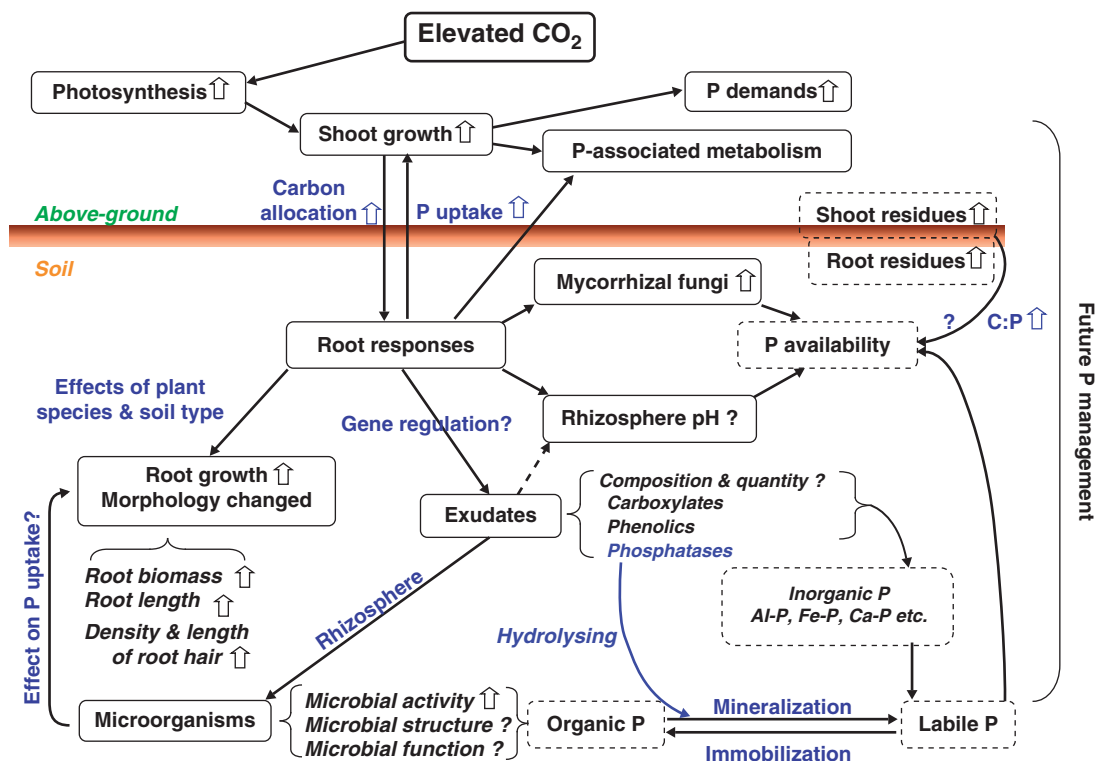 Elevated CO₂
Photosynthesis ⇧
P demands ⇧
Shoot growth ⇧
P-associated metabolism
Carbon
allocation ⇧
P uptake ⇧
Above-ground
Shoot residues ⇧
Soil
Root residues ⇧
Mycorrhizal fungi ⇧
?
C:P ⇧
Root responses
P availability
Future P management
Effects of plant
species & soil type
Gene regulation?
Rhizosphere pH ?
Root growth ⇧
Morphology changed
Exudates
Composition & quantity ?
Carboxylates
Phenolics
Phosphatases
Effect on P uptake?
Root biomass ⇧
Root length ⇧
Density & length
of root hair ⇧
Rhizosphere
Hydrolysing
Inorganic P
Al-P, Fe-P, Ca-P etc.
Microorganisms
Microbial activity ⇧
Microbial structure ?
Microbial function ?
Organic P
Mineralization
Immobilization
Labile P